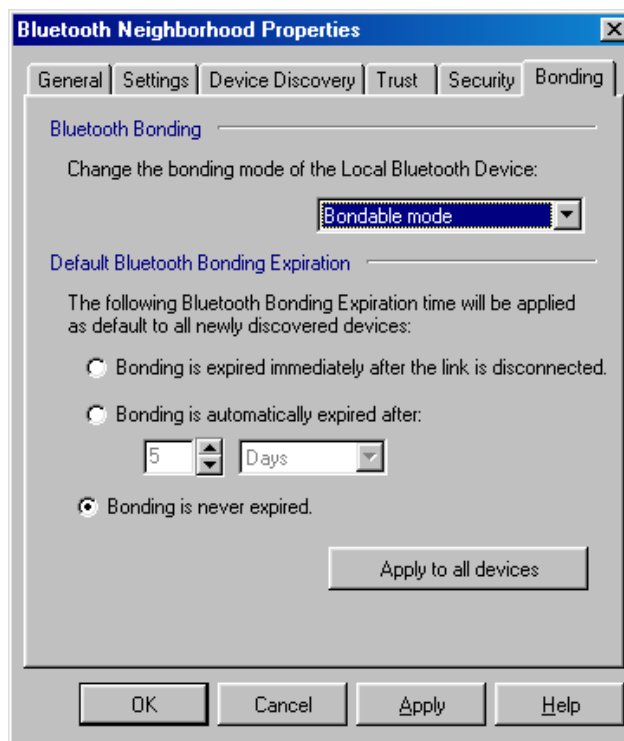 Bluetooth Neighborhood Properties
General Settings Device Discovery Trust Security Bonding
Bluetooth Bonding
Change the bonding mode of the Local Bluetooth Device:
Bondable mode
Default Bluetooth Bonding Expiration
The following Bluetooth Bonding Expiration time will be applied
as default to all newly discovered devices:
Bonding is expired immediately after the link is disconnected.
Bonding is automatically expired after:
5 Days
Bonding is never expired.
Apply to all devices
OK Cancel Apply Help